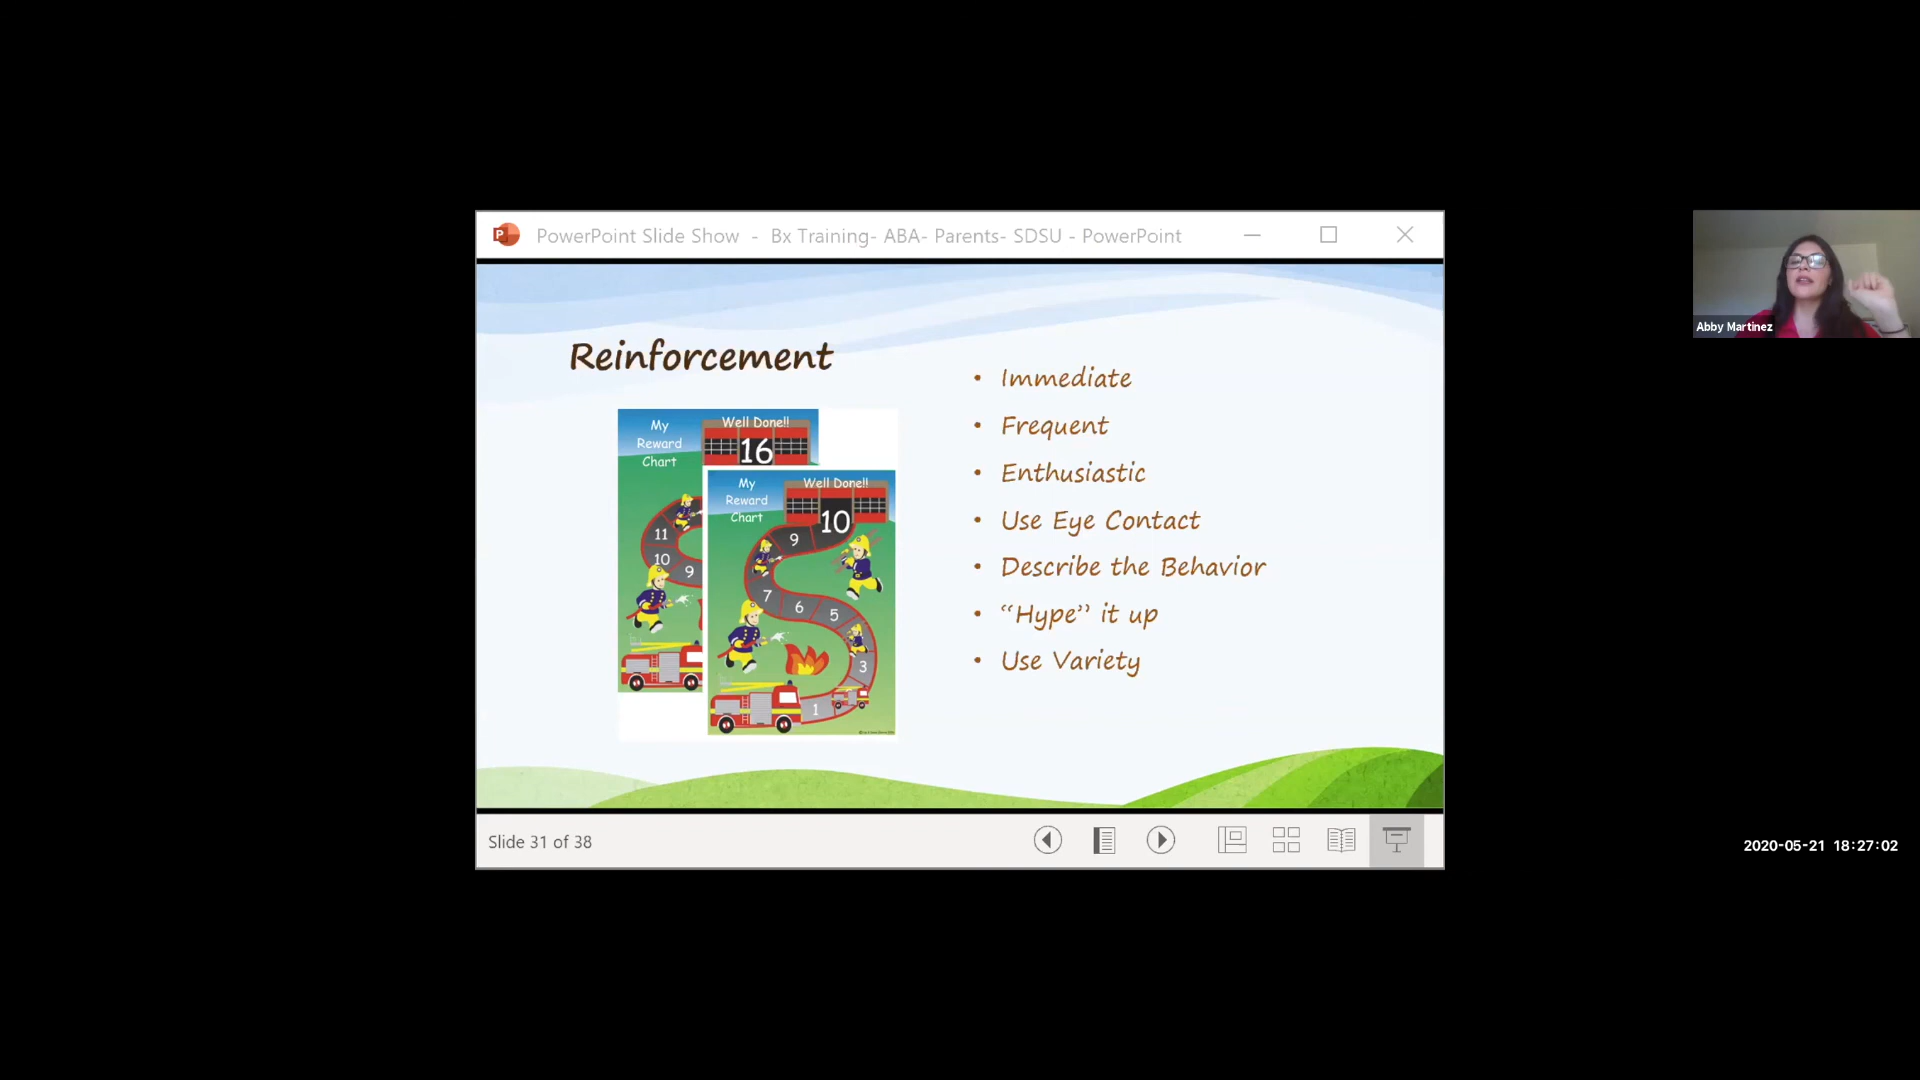 PowerPoint Slide Show - Bx Training- ABA- Parents- SDSU - PowerPoint
Reinforcement
My
Reward
Chart
Well Done!!
16
11
10
9
My
Reward
Chart
Well Done!!
10
9
7
6
5
3
1
• Immediate
• Frequent
• Enthusiastic
• Use Eye Contact
• Describe the Behavior
• “Hype” it up
• Use Variety
Slide 31 of 38
Abby Martinez
2020-05-21 18:27:02